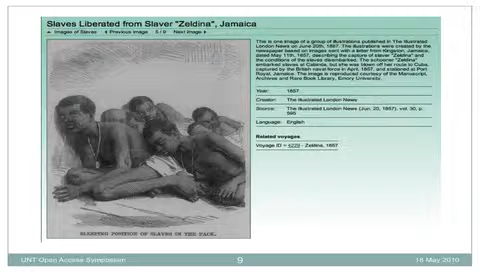 Slaves Liberated from Slaver "Zeldina", Jamaica
Images of Slaves Previous image 5 / 9 Next image
This is one image of a group of illustrations published in The Illustrated
London News on June 20th, 1857. The illustrations were created by the
newspaper based on images sent with a letter from Kingston, Jamaica,
dated May 11th, 1857, describing the capture of slaver "Zeldina" and
the conditions of the slaves disembarked. The schooner "Zeldina"
embarked slaves at Cabinda, but she was blown off her route to Cuba,
captured by the British naval force in April, 1857, and stationed at Port
Royal, Jamaica. The image is reproduced courtesy of the Manuscript,
Archives and Rare Book Library, Emory University.
Year: 1857
Creator: The Illustrated London News
Source: The Illustrated London News (Jun. 20, 1857), vol. 30, p.
595
Language: English
Related voyages
Voyage ID = 4229 - Zeldina, 1857
SLEEPING POSITION OF SLAVES IN THE PACK.
UNT Open Access Symposium
9
18 May 2010